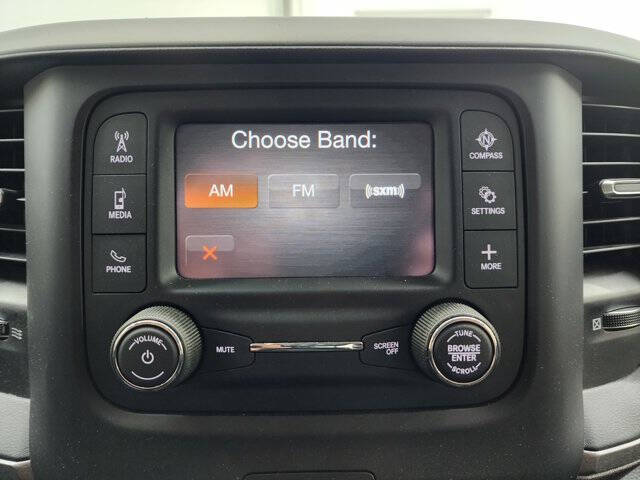 Choose Band:
AM
FM
((sxm))
RADIO
MEDIA
PHONE
N
COMPASS
SETTINGS
MORE
VOLUME
MUTE
SCREEN
OFF
TUNE
BROWSE
ENTER
SCROLL